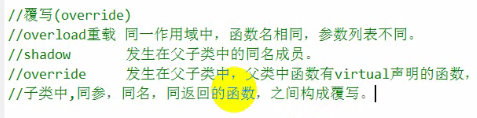 //覆写(override)
//overload重载 同一作用域中，函数名相同，参数列表不同。
//shadow 发生在父子类中的同名成员。
//override 发生在父子类中，父类中函数有virtual声明的函数，
//子类中,同参，同名，同返回的函数，之间构成覆写。